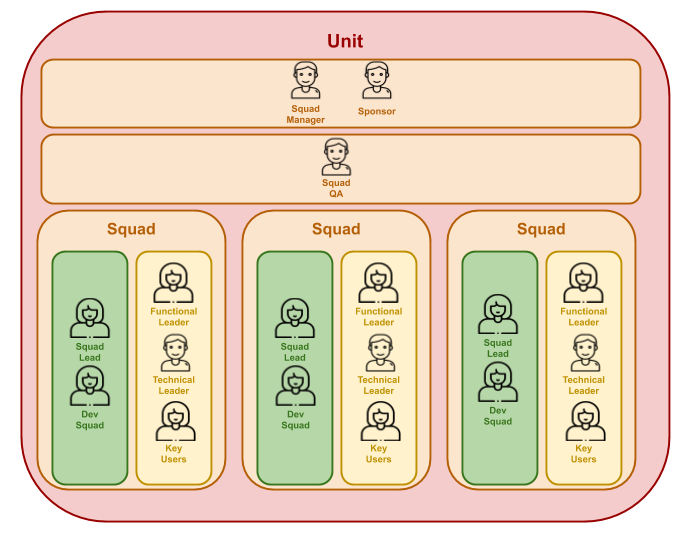 Unit
Squad
Manager
Sponsor
Squad
QA
Squad
Squad
Lead
Dev
Squad
Functional
Leader
Technical
Leader
Key
Users
Squad
Squad
Lead
Dev
Squad
Functional
Leader
Technical
Leader
Key
Users
Squad
Squad
Lead
Dev
Squad
Functional
Leader
Technical
Leader
Key
Users